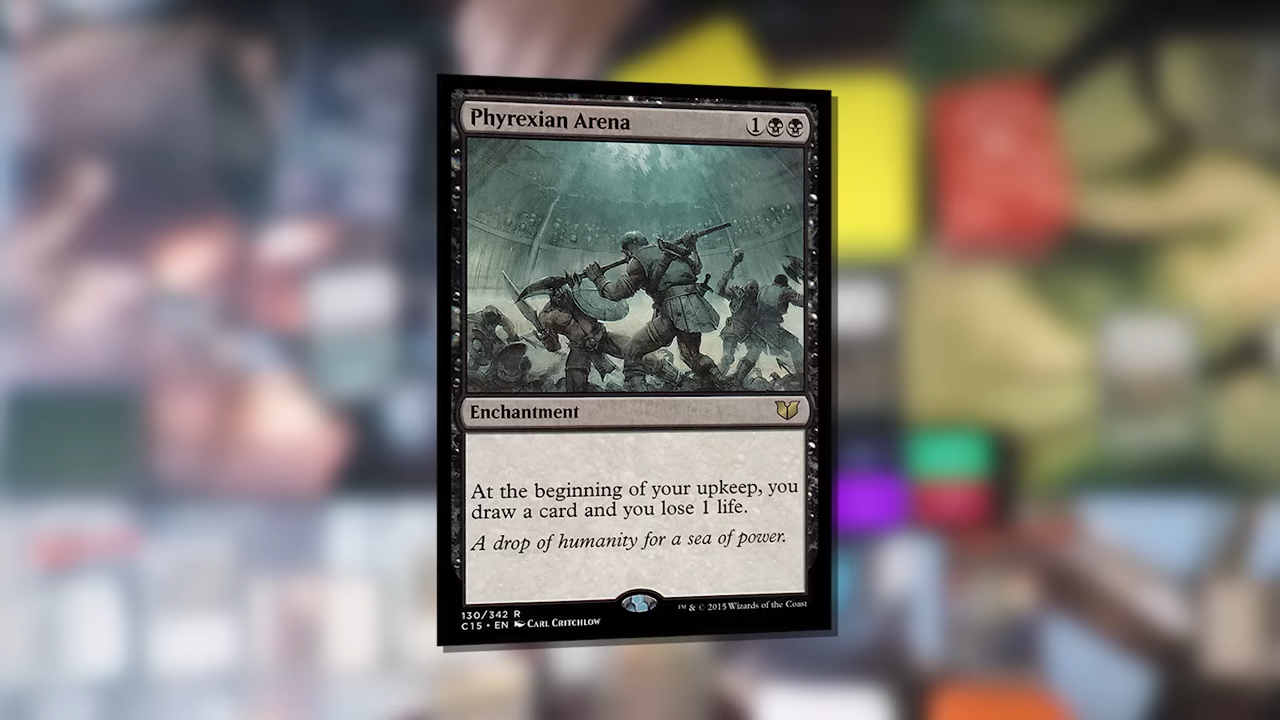 Phyrexian Arena 1
Enchantment
At the beginning of your upkeep, you
draw a card and you lose 1 life.
A drop of humanity for a sea of power.
130/342 R
™ & © 2015 Wizards of the Coast
C15 • EN Carl Critchlow